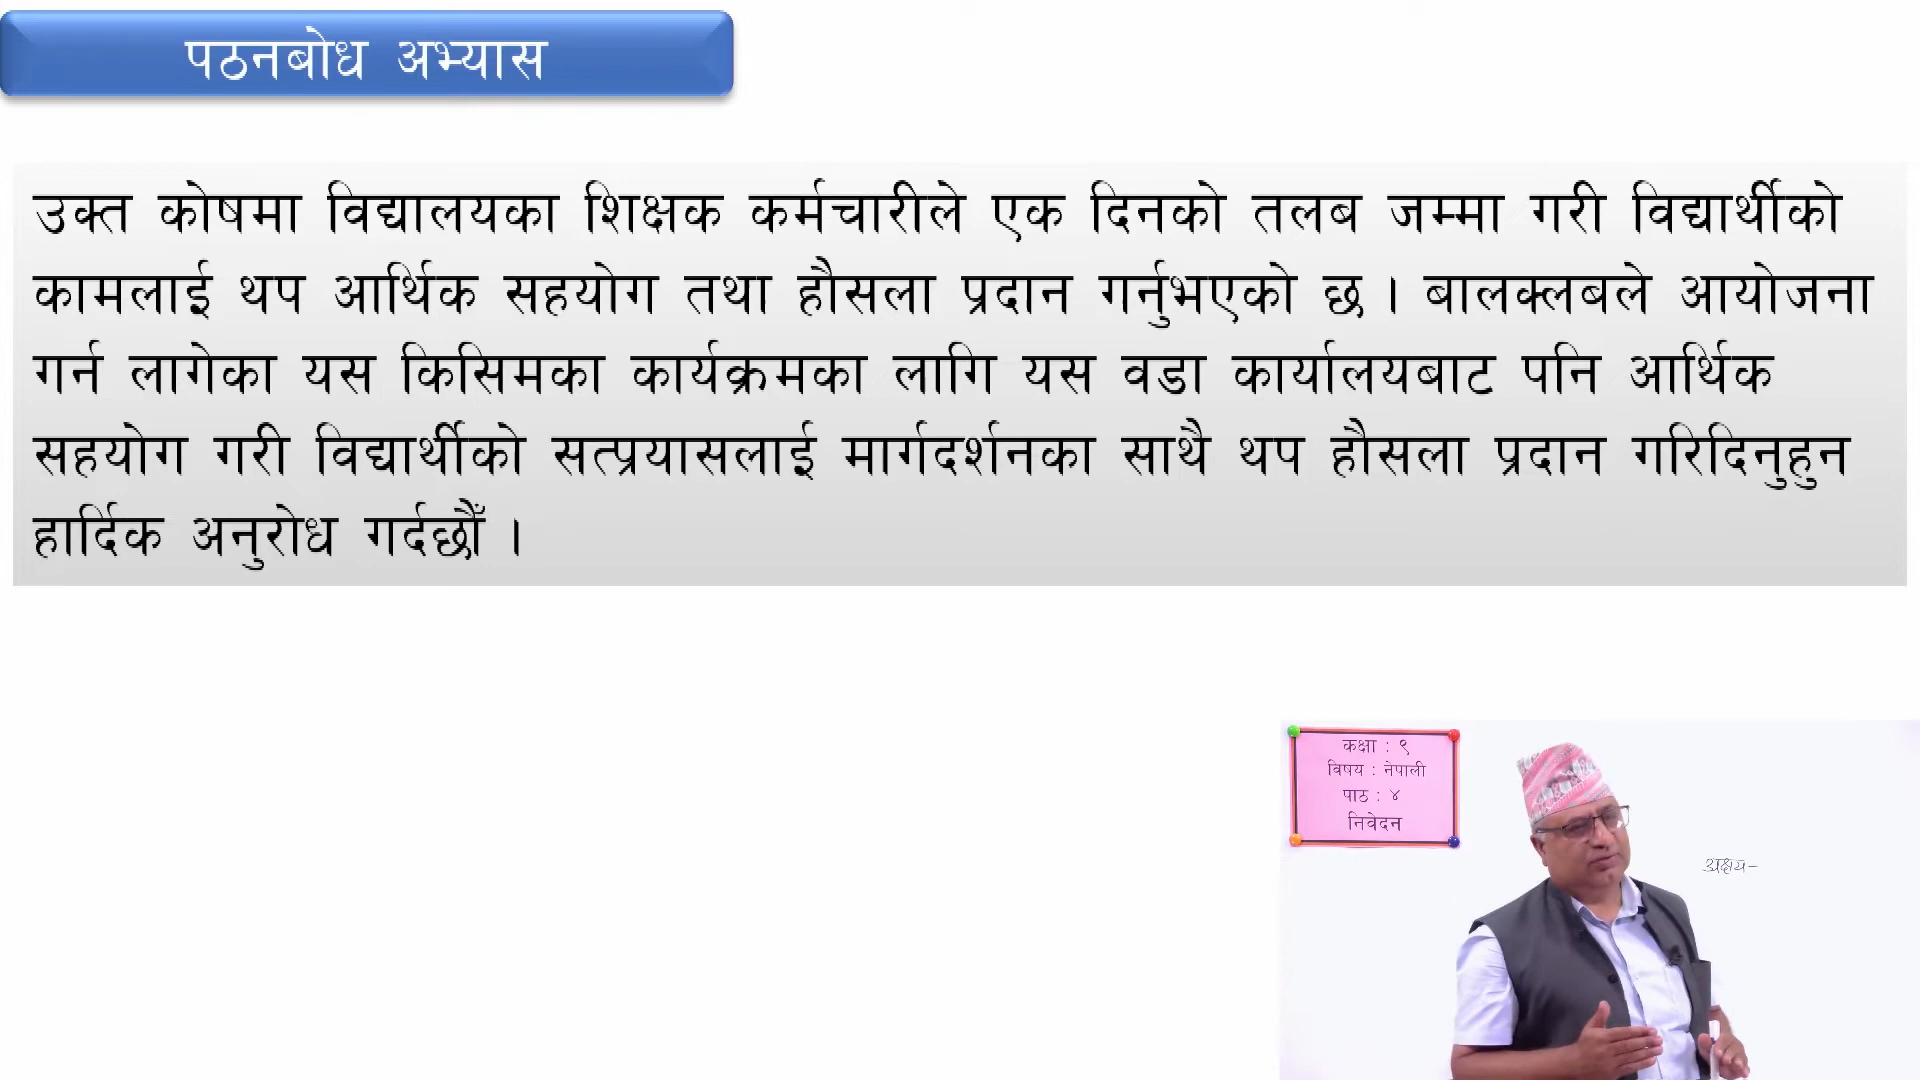 पठनबोध अभ्यास
उक्त कोषमा विद्यालयका शिक्षक कर्मचारीले एक दिनको तलब जम्मा गरी विद्यार्थीको
कामलाई थप आर्थिक सहयोग तथा हौसला प्रदान गर्नुभएको छ । बालक्लबले आयोजना
गर्न लागेका यस किसिमका कार्यक्रमका लागि यस वडा कार्यालयबाट पनि आर्थिक
सहयोग गरी विद्यार्थीको सत्प्रयासलाई मार्गदर्शनका साथै थप हौसला प्रदान गरिदिनुहुन
हार्दिक अनुरोध गर्दछौँ ।
कक्षा : ९
विषय : नेपाली
पाठ : ४
निवेदन
अक्षय-